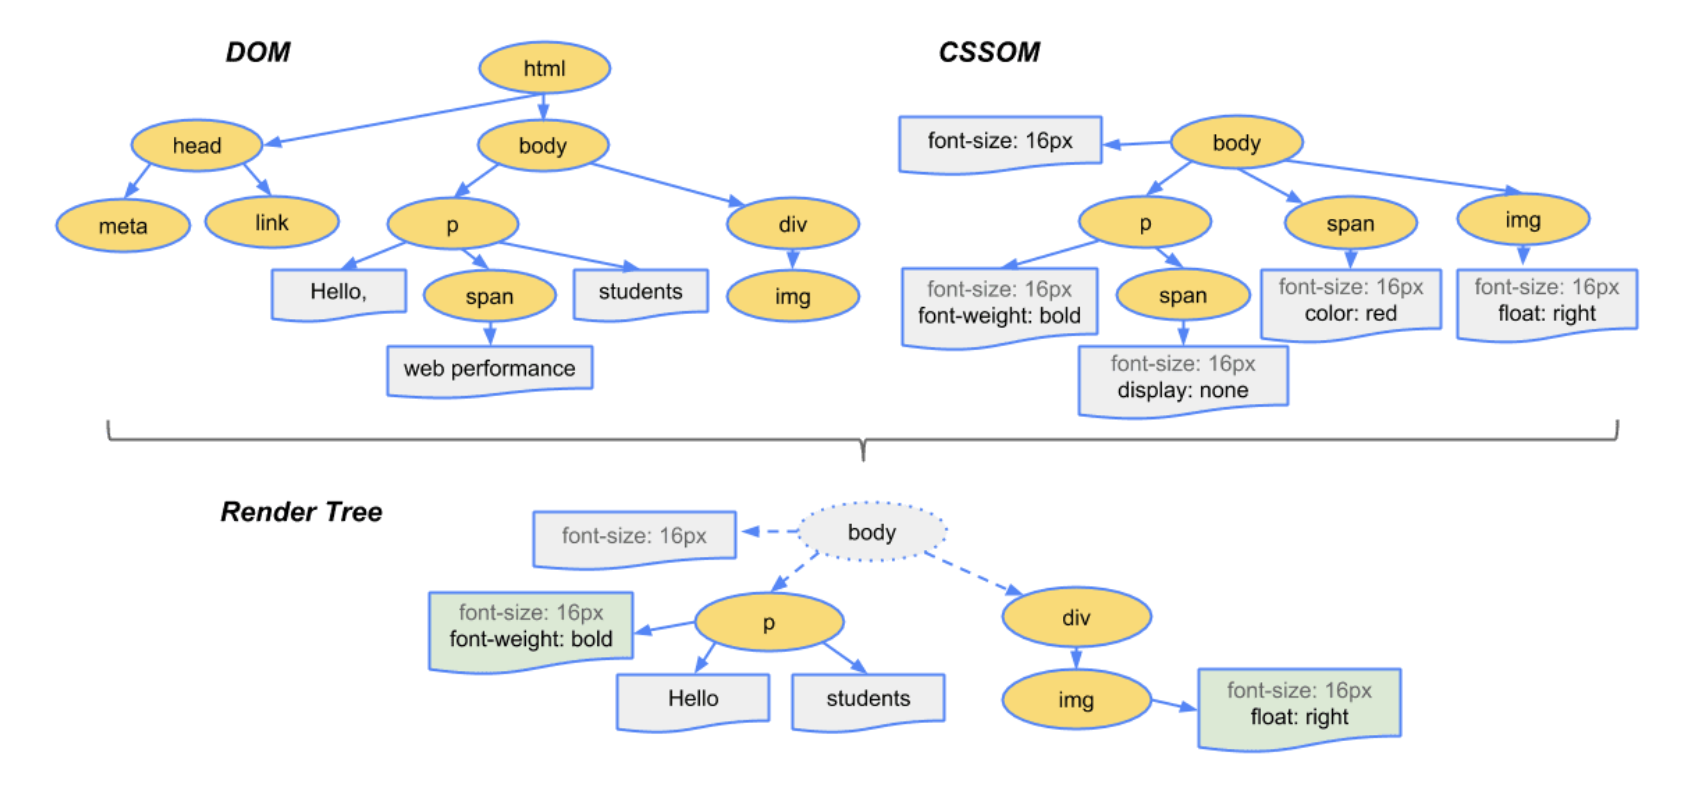 DOM
html
head
body
meta
link
p
div
Hello,
span
students
img
web performance
CSSOM
body
font-size: 16px
p
span
img
font-size: 16px
font-weight: bold
span
font-size: 16px
color: red
font-size: 16px
float: right
font-size: 16px
display: none
Render Tree
body
font-size: 16px
p
font-size: 16px
font-weight: bold
Hello
students
div
img
font-size: 16px
float: right